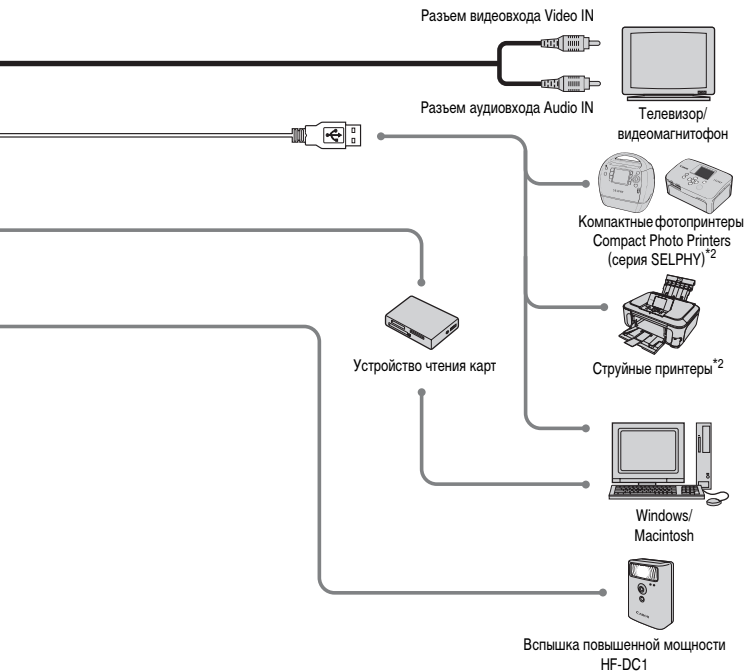 Разъем видеовхода Video IN
Разъем аудиовхода Audio IN
Телевизор/
видеомагнитофон
Компактные фотопринтеры
Compact Photo Printers
(серия SELPHY)*2
Устройство чтения карт
Струйные принтеры*2
Windows/
Macintosh
Canon
Вспышка повышенной мощности
HF-DC1